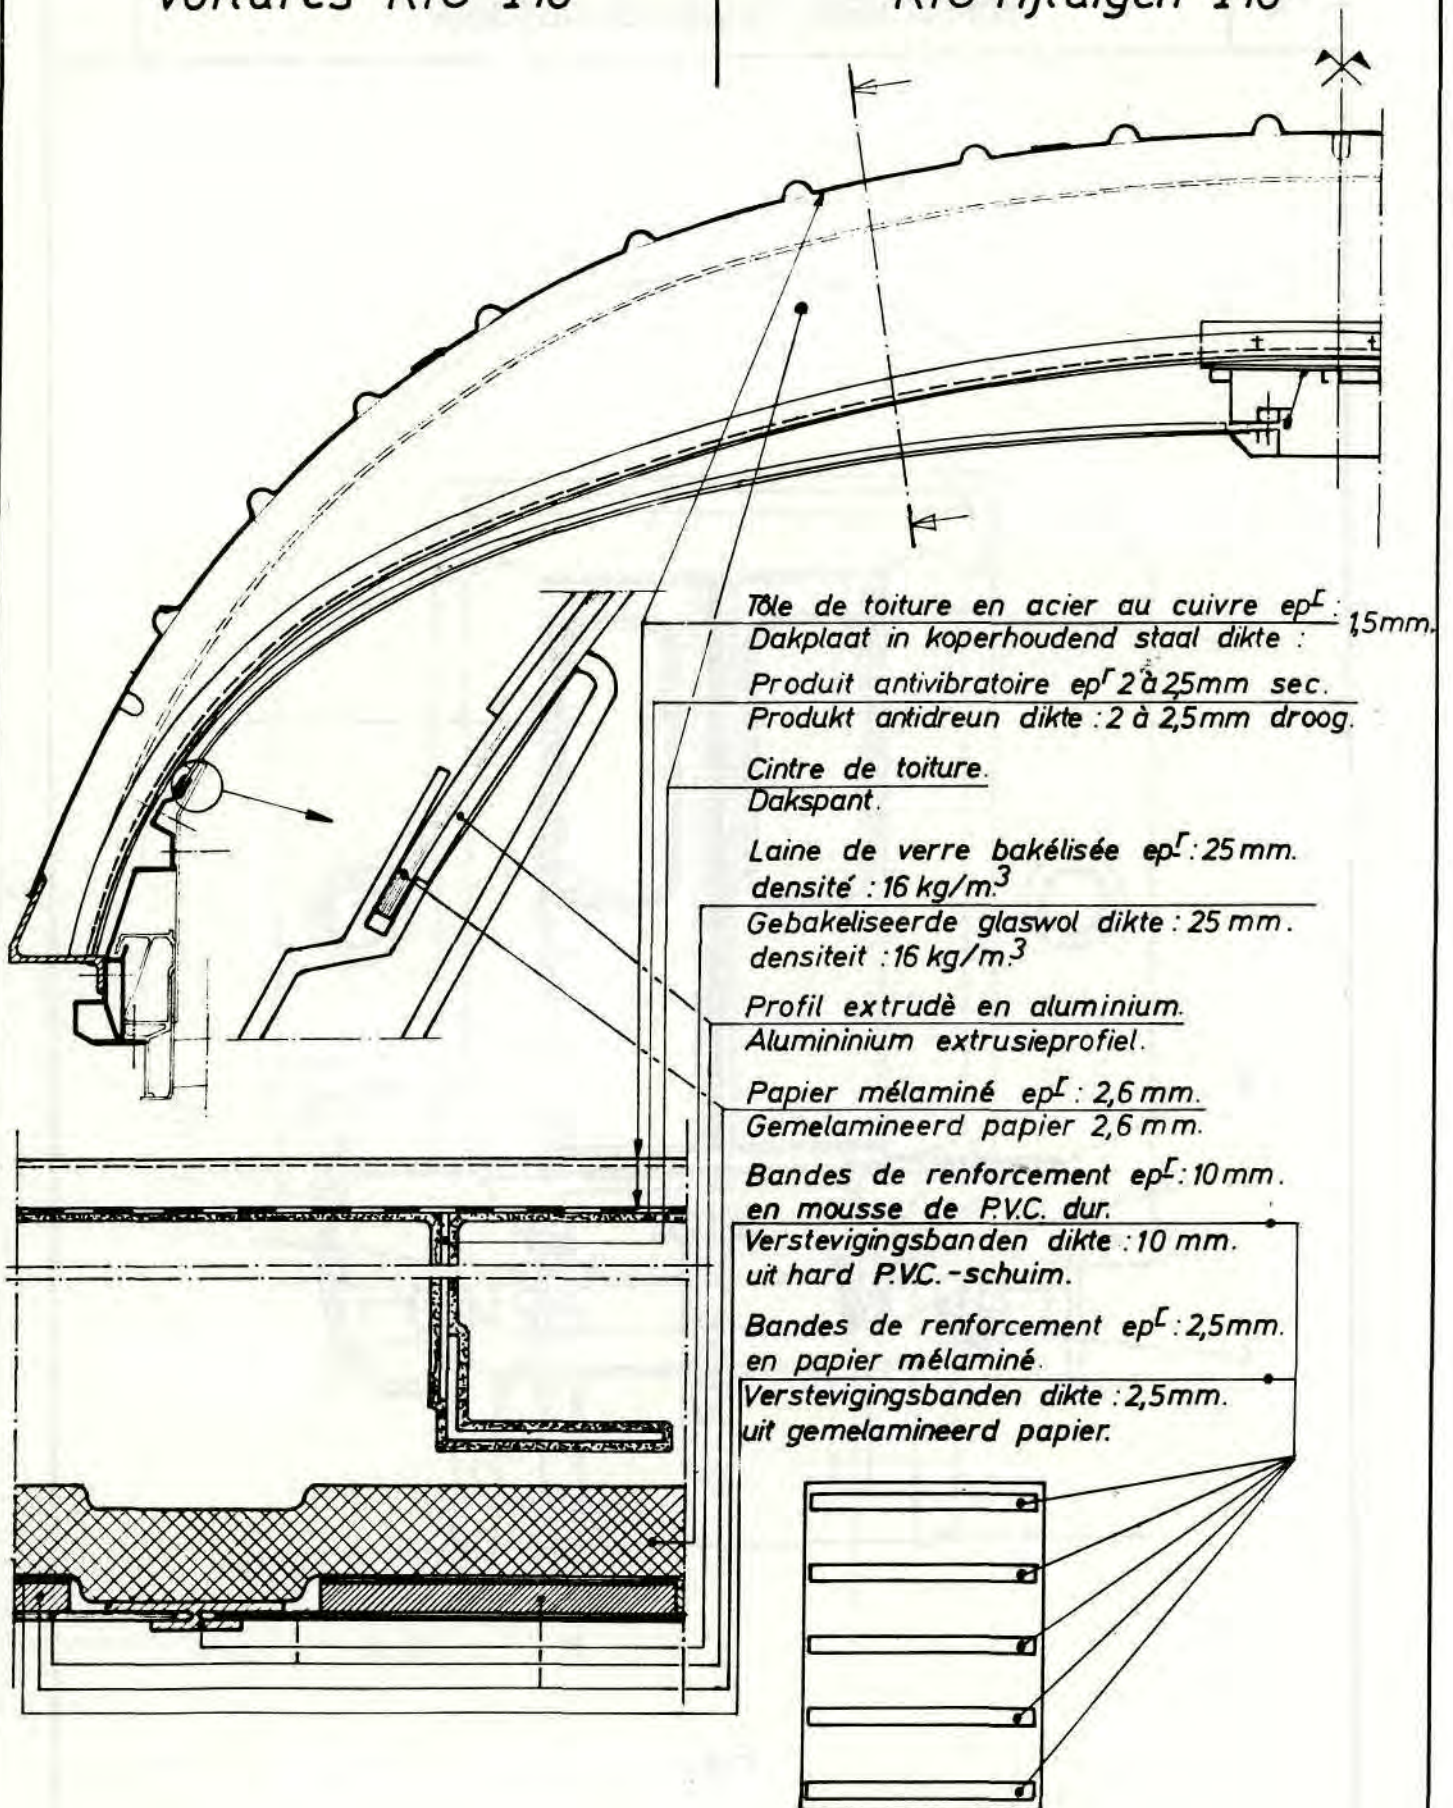 Voitures RIC I 10
RIC rijtuigen I 10
Tôle de toiture en acier au cuivre epr :
1,5mm.
Dakplaat in koperhoudend staal dikte :
Produit antivibratoire epr 2 à 2,5mm sec.
Produkt antidreun dikte : 2 à 2,5mm droog.
Cintre de toiture.
Dakspant.
Laine de verre bakélisée epr : 25 mm.
densité : 16 kg/m.3
Gebakeliseerde glaswol dikte : 25 mm.
densiteit : 16 kg/m.3
Profil extrudè en aluminium.
Alumininium extrusieprofiel.
Papier mélaminé epr : 2,6 mm.
Gemelamineerd papier 2,6 mm.
Bandes de renforcement epr : 10 mm.
en mousse de P.V.C. dur.
Verstevigingsbanden dikte : 10 mm.
uit hard P.V.C. - schuim.
Bandes de renforcement epr : 2,5mm.
en papier mélaminé.
Verstevigingsbanden dikte : 2,5mm.
uit gemelamineerd papier.